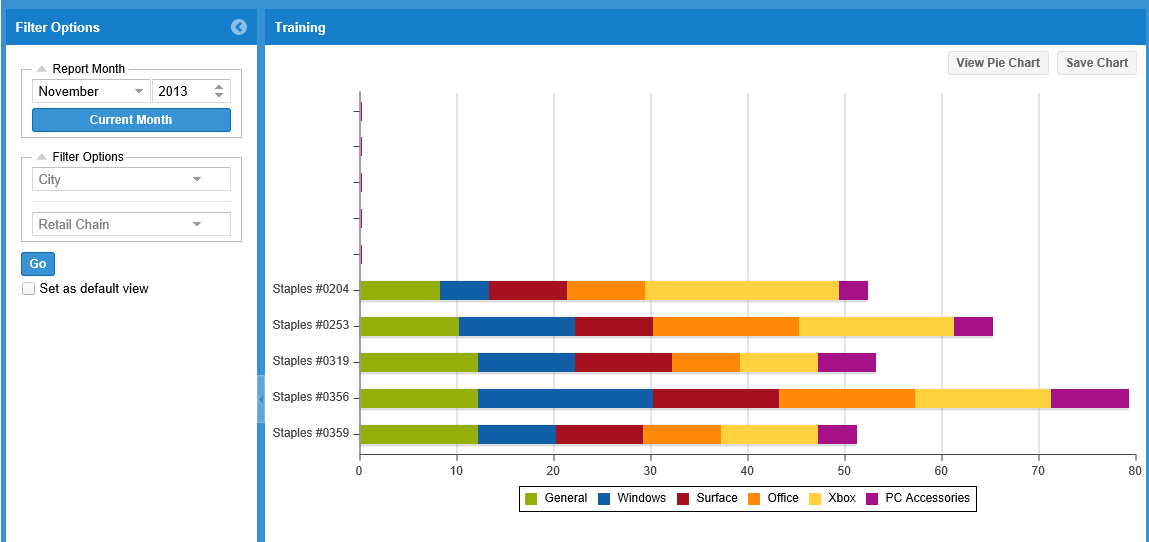 Filter Options
Training
View Pie Chart Save Chart
Report Month
November 2013
Current Month
Filter Options
City
Retail Chain
Go
Set as default view
Staples #0204
Staples #0253
Staples #0319
Staples #0356
Staples #0359
0 10 20 30 40 50 60 70 80
General Windows Surface Office Xbox PC Accessories